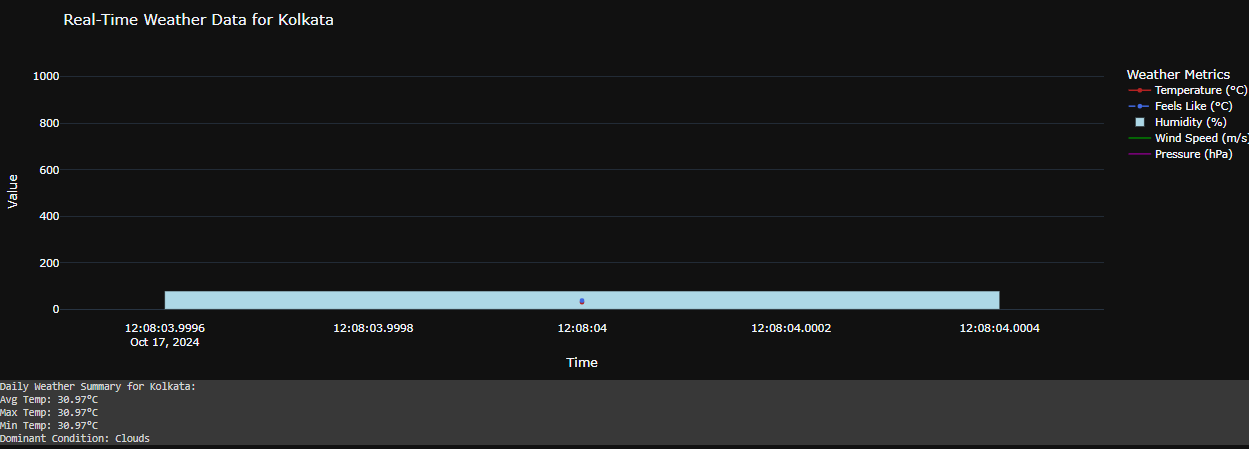 Real-Time Weather Data for Kolkata
Weather Metrics
Temperature (°C)
Feels Like (°C)
Humidity (%)
Wind Speed (m/s)
Pressure (hPa)
1000
800
600
400
200
0
Value
12:08:03.9996
Oct 17, 2024
12:08:03.9998
12:08:04
12:08:04.0002
12:08:04.0004
Time
Daily Weather Summary for Kolkata:
Avg Temp: 30.97°C
Max Temp: 30.97°C
Min Temp: 30.97°C
Dominant Condition: Clouds